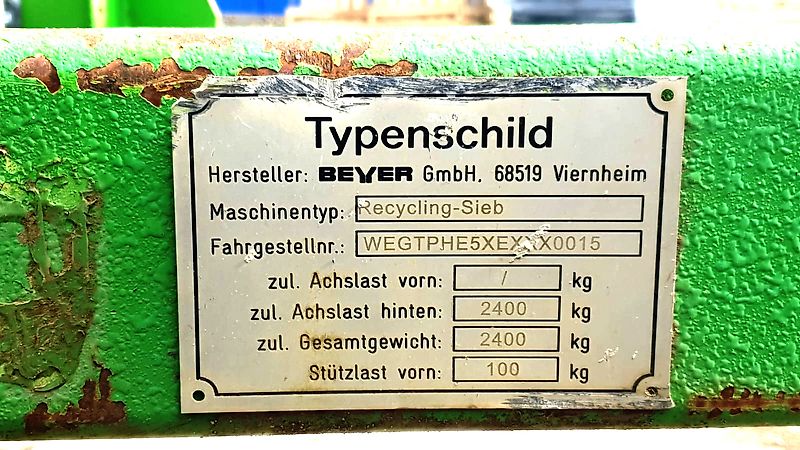 Typenschild
Hersteller: BEYER GmbH, 68519 Viernheim
Maschinentyp: Recycling-Sieb
Fahrgestellnr.:
zul. Achslast vorn: / kg
zul. Achslast hinten: 2400 kg
zul. Gesamtgewicht: 2400 kg
Stützlast vorn: 100 kg